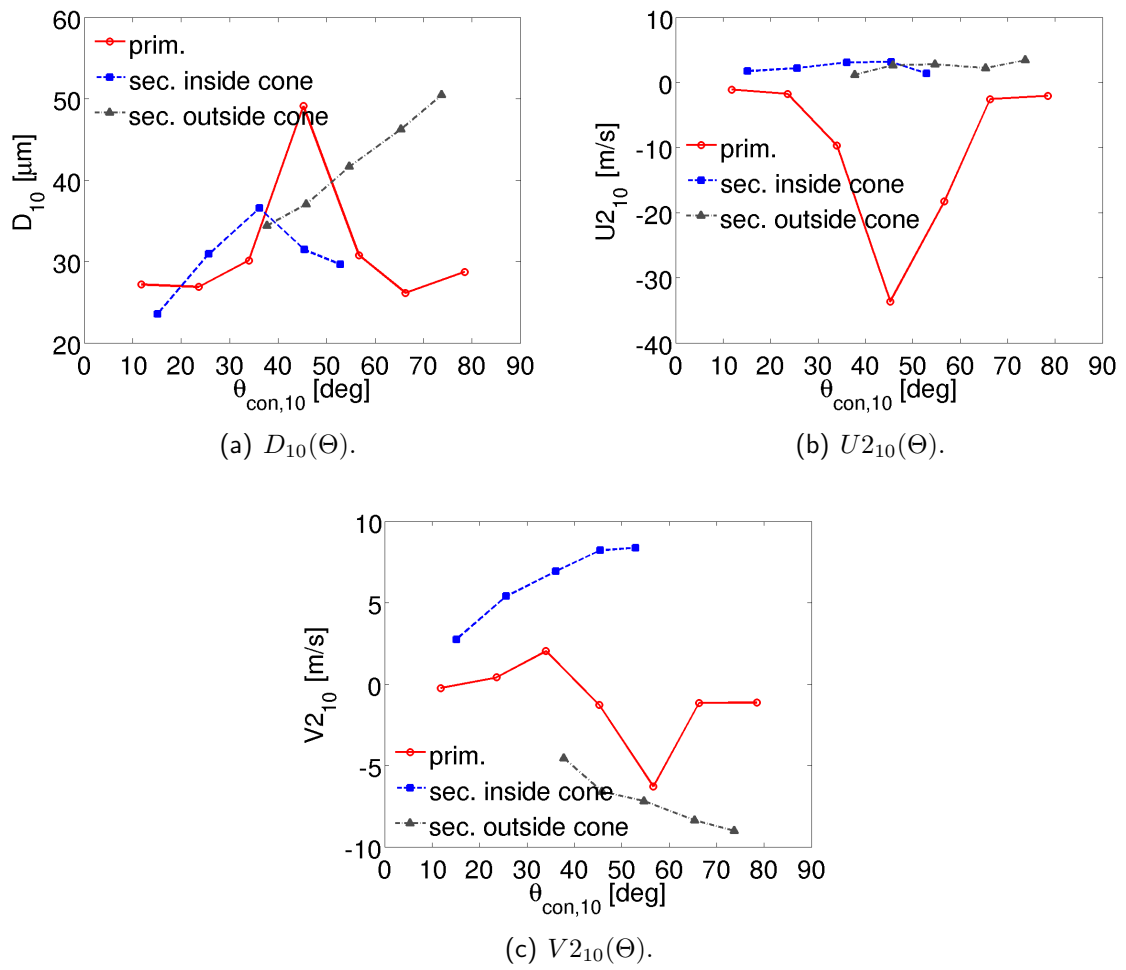 60
50
40
30
20
D10 [μm]
prim.
sec. inside cone
sec. outside cone
0 10 20 30 40 50 60 70 80 90
θcon,10 [deg]
(a) D10(Θ).
10
0
-10
-20
-30
-40
U210 [m/s]
prim.
sec. inside cone
sec. outside cone
0 10 20 30 40 50 60 70 80 90
θcon,10 [deg]
(b) U210(Θ).
10
5
0
-5
-10
V210 [m/s]
prim.
sec. inside cone
sec. outside cone
0 10 20 30 40 50 60 70 80 90
θcon,10 [deg]
(c) V210(Θ).